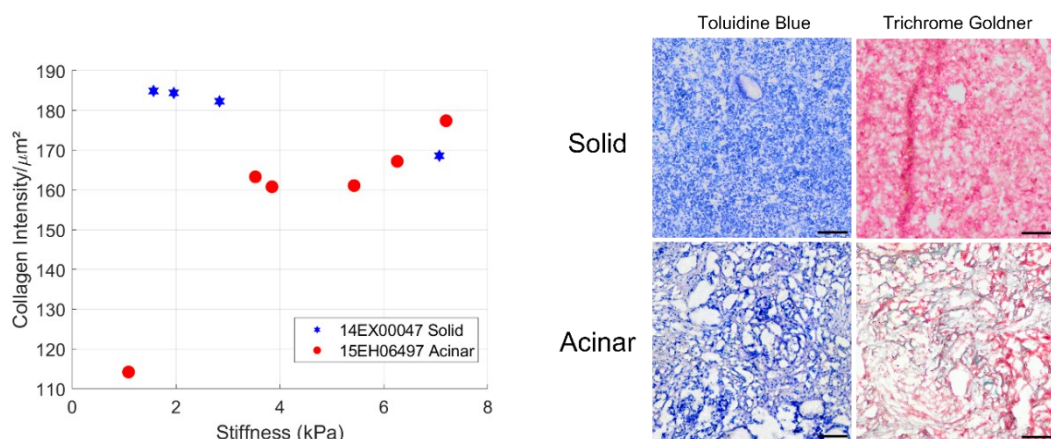 190
180
170
160
150
140
130
120
110
0
2
4
6
8
Collagen Intensity/μm²
Stiffness (kPa)
14EX00047 Solid
15EH06497 Acinar
Toluidine Blue
Trichrome Goldner
Solid
Acinar